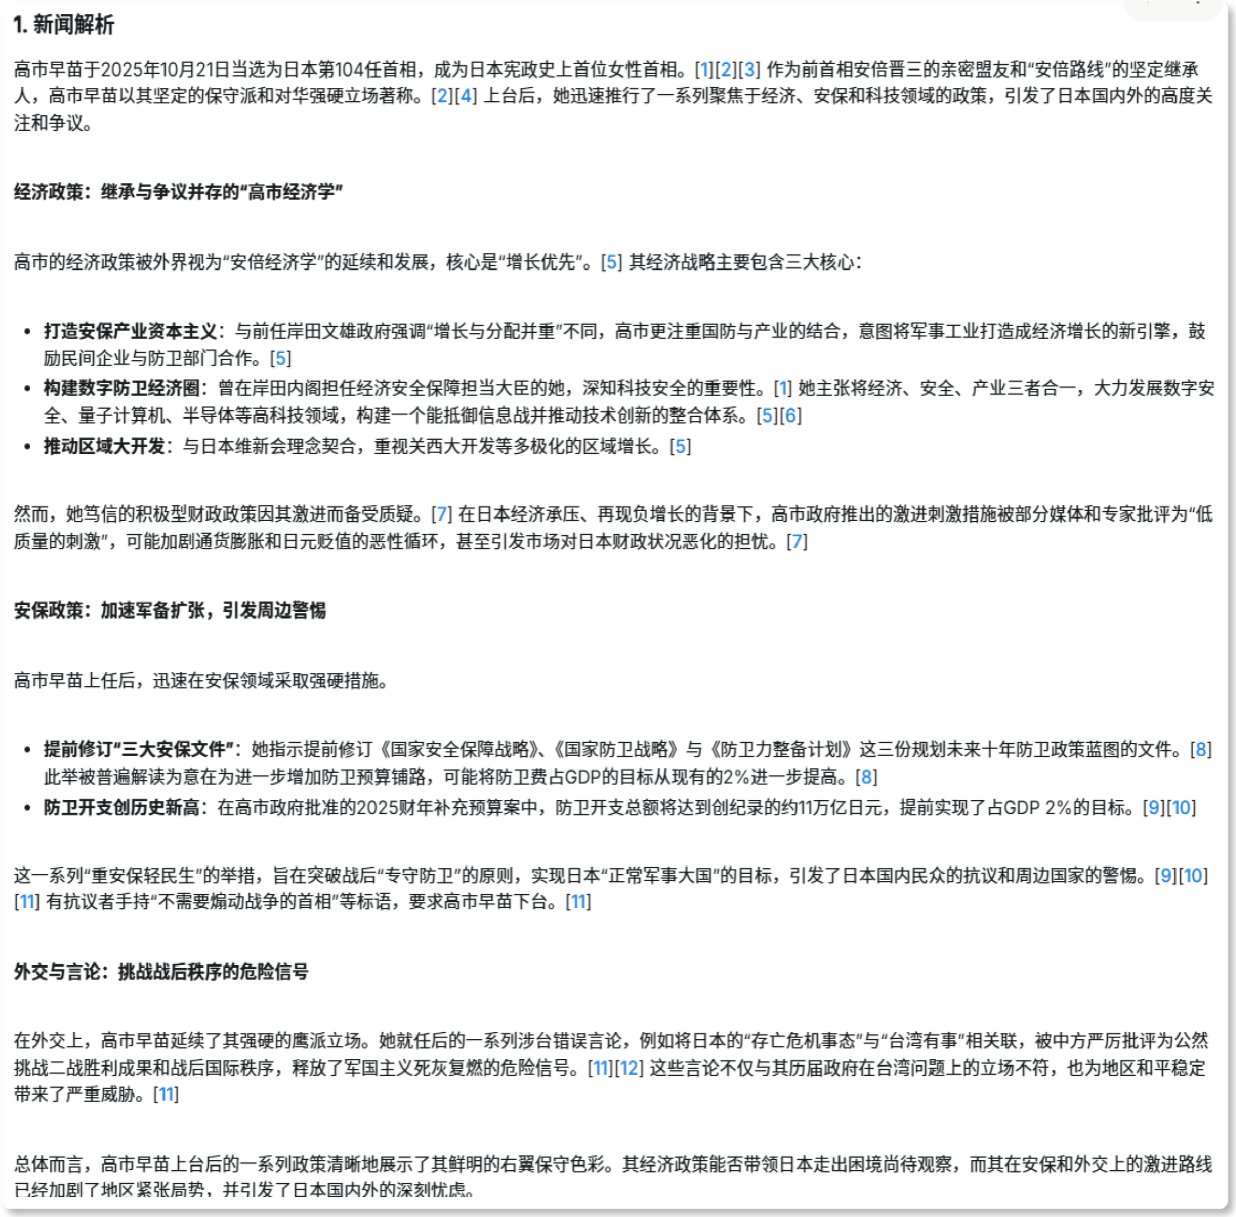 1. 新闻解析
高市早苗于2025年10月21日当选为日本第104任首相，成为日本宪政史上首位女性首相。[1][2][3] 作为前首相安倍晋三的亲密盟友和“安倍路线”的坚定继承
人，高市早苗以其坚定的保守派和对华强硬立场著称。[2][4] 上台后，她迅速推行了一系列聚焦于经济、安保和科技领域的政策，引发了日本国内外的高度关
注和争议。
经济政策：继承与争议并存的“高市经济学”
高市的经济政策被外界视为“安倍经济学”的延续和发展，核心是“增长优先”。[5] 其经济战略主要包含三大核心：
• 打造安保产业资本主义：与前任岸田文雄政府强调“增长与分配并重”不同，高市更注重国防与产业的结合，意图将军事工业打造成经济增长的新引擎，鼓
励民间企业与防卫部门合作。[5]
• 构建数字防卫经济圈：曾在岸田内阁担任经济安全保障担当大臣的她，深知科技安全的重要性。[1] 她主张将经济、安全、产业三者合一，大力发展数字安
全、量子计算机、半导体等高科技领域，构建一个能抵御信息战并推动技术创新的整合体系。[5][6]
• 推动区域大开发：与日本维新会理念契合，重视关西大开发等多极化的区域增长。[5]
然而，她笃信的积极型财政政策因其激进而备受质疑。[7] 在日本经济承压、再现负增长的背景下，高市政府推出的激进刺激措施被部分媒体和专家批评为“低
质量的刺激”，可能加剧通货膨胀和日元贬值的恶性循环，甚至引发市场对日本财政状况恶化的担忧。[7]
安保政策：加速军备扩张，引发周边警惕
高市早苗上任后，迅速在安保领域采取强硬措施。
• 提前修订“三大安保文件”：她指示提前修订《国家安全保障战略》、《国家防卫战略》与《防卫力整备计划》这三份规划未来十年防卫政策蓝图的文件。[8]
此举被普遍解读为意在为进一步增加防卫预算铺路，可能将防卫费占GDP的目标从现有的2%进一步提高。[8]
• 防卫开支创历史新高：在高市政府批准的2025财年补充预算案中，防卫开支总额将达到创纪录的约11万亿日元，提前实现了占GDP 2%的目标。[9][10]
这一系列“重安保轻民生”的举措，旨在突破战后“专守防卫”的原则，实现日本“正常军事大国”的目标，引发了日本国内民众的抗议和周边国家的警惕。[9][10]
[11] 有抗议者手持“不需要煽动战争的首相”等标语，要求高市早苗下台。[11]
外交与言论：挑战战后秩序的危险信号
在外交上，高市早苗延续了其强硬的鹰派立场。她就任后的一系列涉台错误言论，例如将日本的“存亡危机事态”与“台湾有事”相关联，被中方严厉批评为公然
挑战二战胜利成果和战后国际秩序，释放了军国主义死灰复燃的危险信号。[11][12] 这些言论不仅与其历届政府在台湾问题上的立场不符，也为地区和平稳定
带来了严重威胁。[11]
总体而言，高市早苗上台后的一系列政策清晰地展示了其鲜明的右翼保守色彩。其经济政策能否带领日本走出困境尚待观察，而其在安保和外交上的激进路线
已经加剧了地区紧张局势，并引发了日本国内外的深刻忧虑。